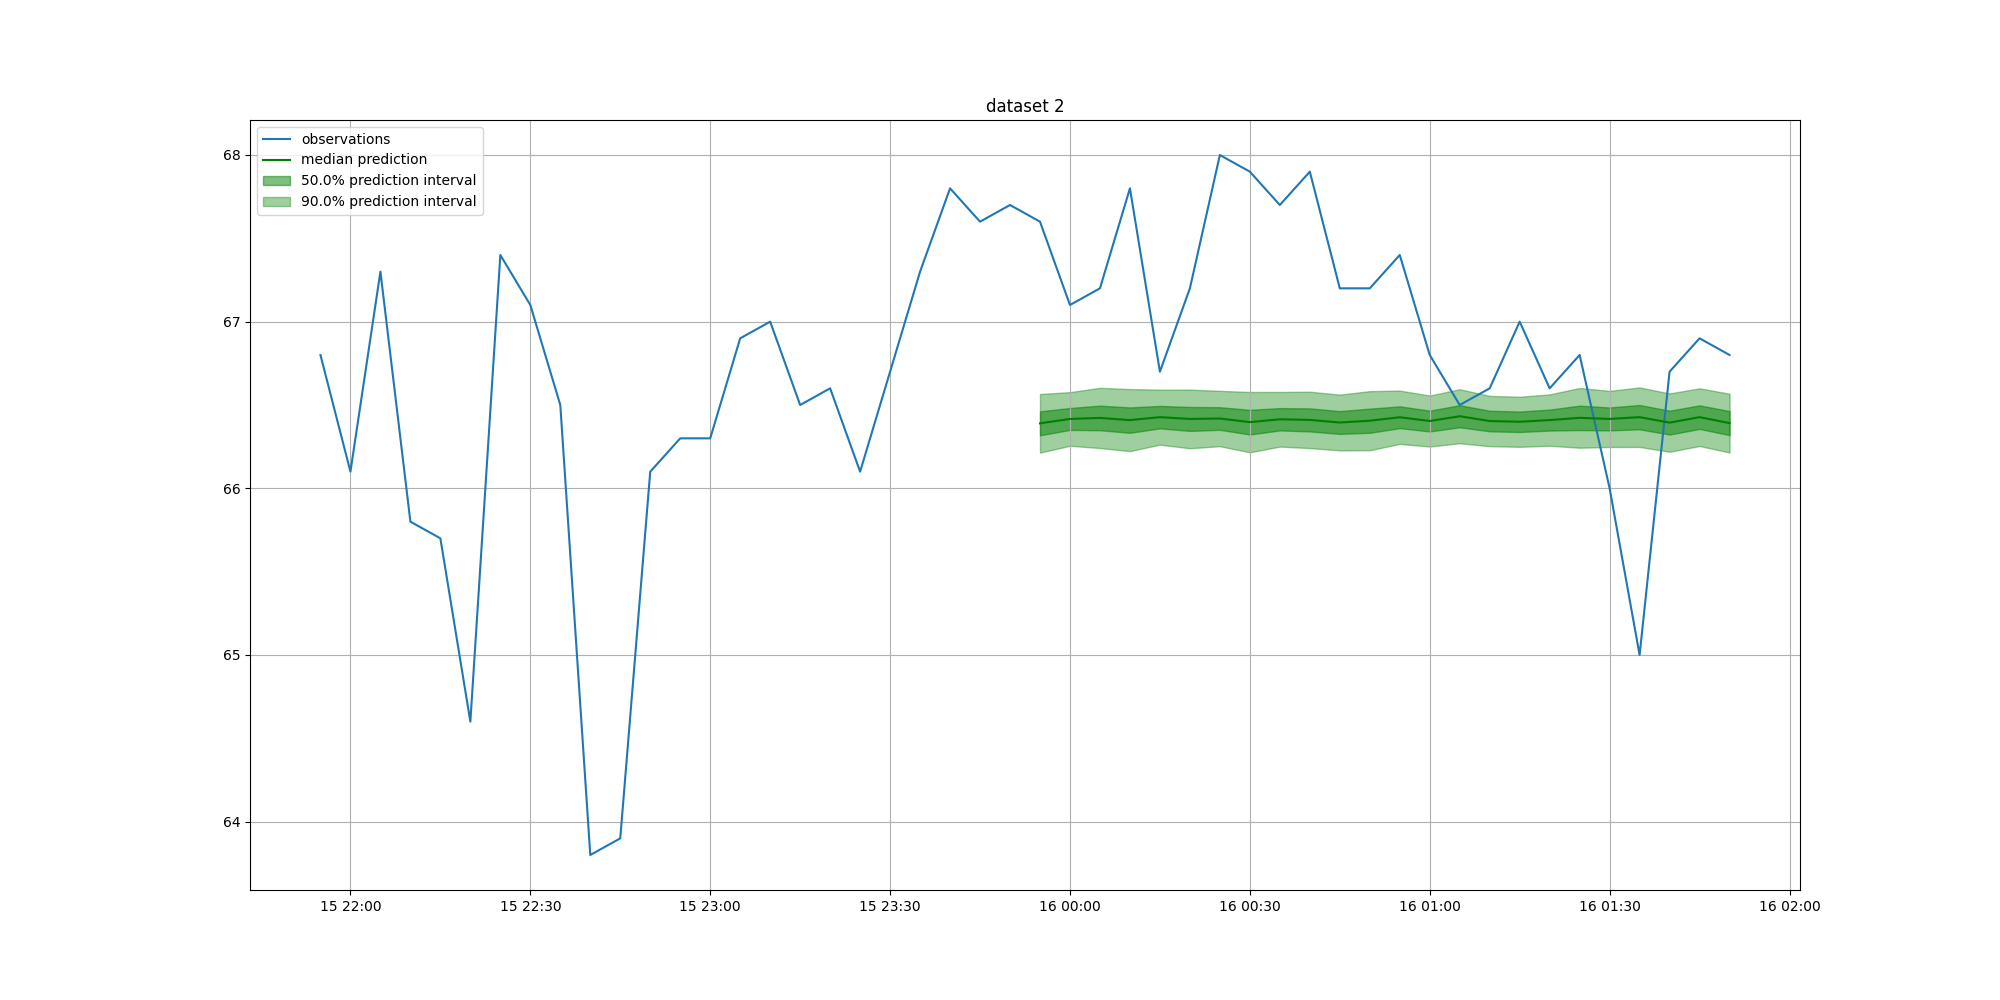 dataset 2
observations
median prediction
50.0% prediction interval
90.0% prediction interval
68
67
66
65
64
15 22:00
15 22:30
15 23:00
15 23:30
16 00:00
16 00:30
16 01:00
16 01:30
16 02:00